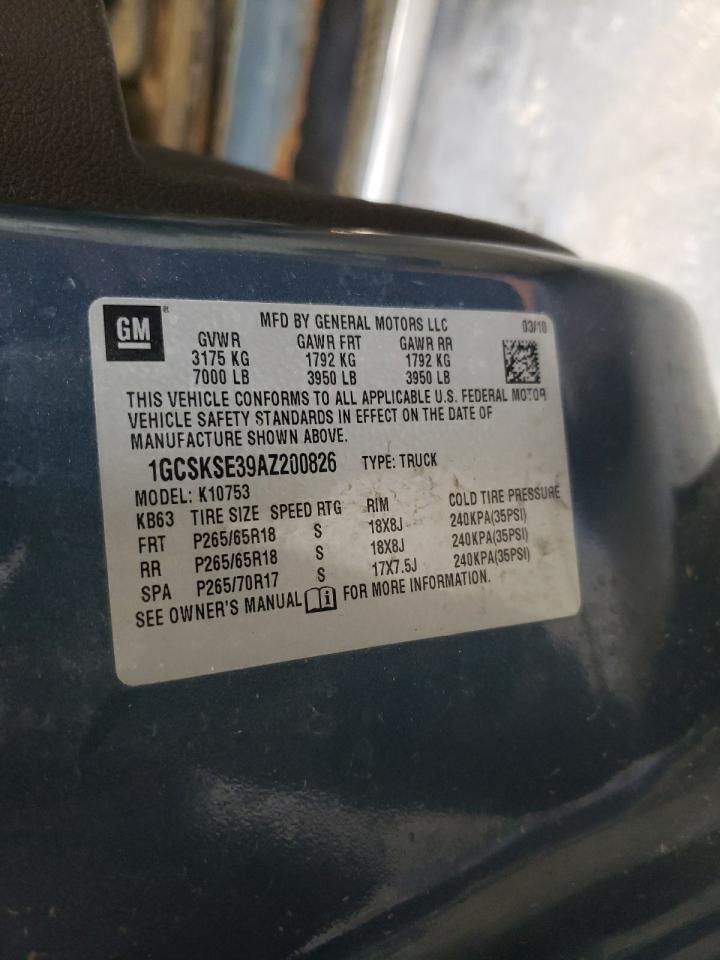 GM
MFD BY GENERAL MOTORS LLC 03/10
GVWR GAWR FRT GAWR RR
3175 KG 1792 KG 1792 KG
7000 LB 3950 LB 3950 LB
THIS VEHICLE CONFORMS TO ALL APPLICABLE U.S. FEDERAL MOTOR
VEHICLE SAFETY STANDARDS IN EFFECT ON THE DATE OF
MANUFACTURE SHOWN ABOVE.
1GCSKSE39AZ200826 TYPE: TRUCK
MODEL: K10753
KB63 TIRE SIZE SPEED RTG RIM COLD TIRE PRESSURE
FRT P265/65R18 S 18X8J 240KPA(35PSI)
RR P265/65R18 S 18X8J 240KPA(35PSI)
SPA P265/70R17 S 17X7.5J 240KPA(35PSI)
SEE OWNER'S MANUAL i FOR MORE INFORMATION.